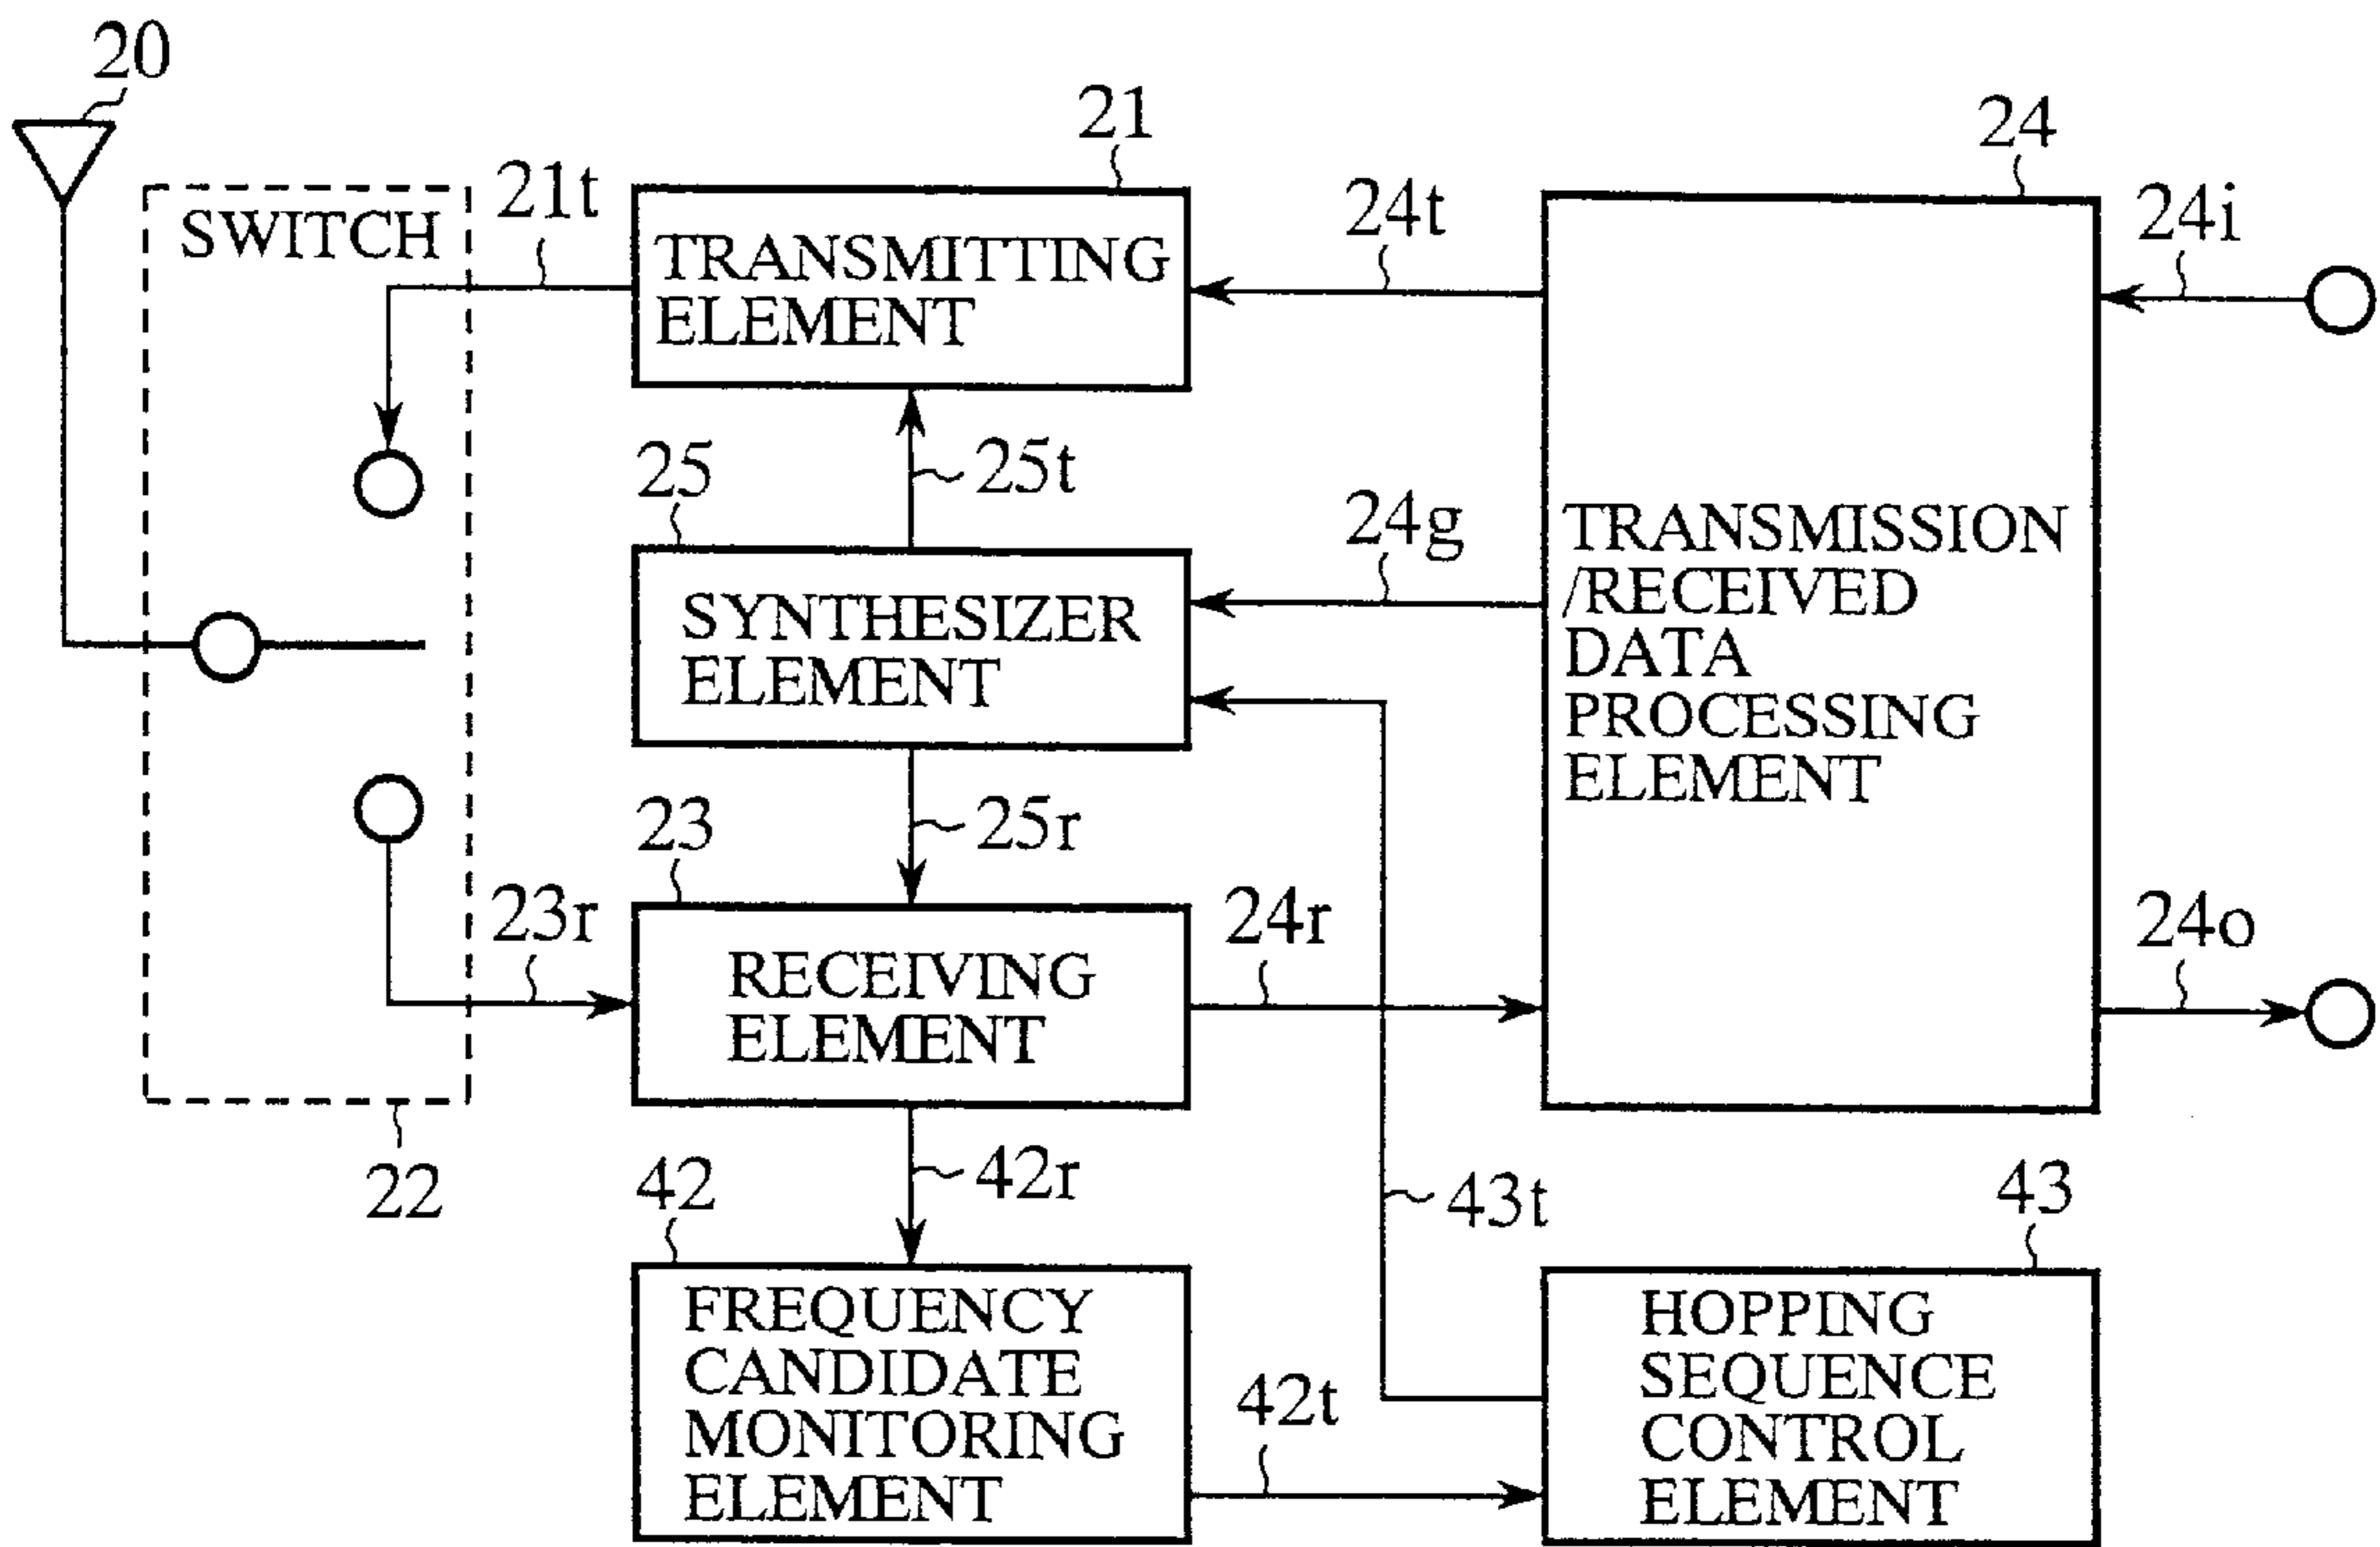 20
21
24
SWITCH
21t
TRANSMITTING
ELEMENT
24t
24i
25
25t
24g
SYNTHESIZER
ELEMENT
TRANSMISSION
/RECEIVED
DATA
PROCESSING
ELEMENT
23
25r
23r
24r
24o
RECEIVING
ELEMENT
22
42
42r
43t
43
FREQUENCY
CANDIDATE
MONITORING
ELEMENT
42t
HOPPING
SEQUENCE
CONTROL
ELEMENT